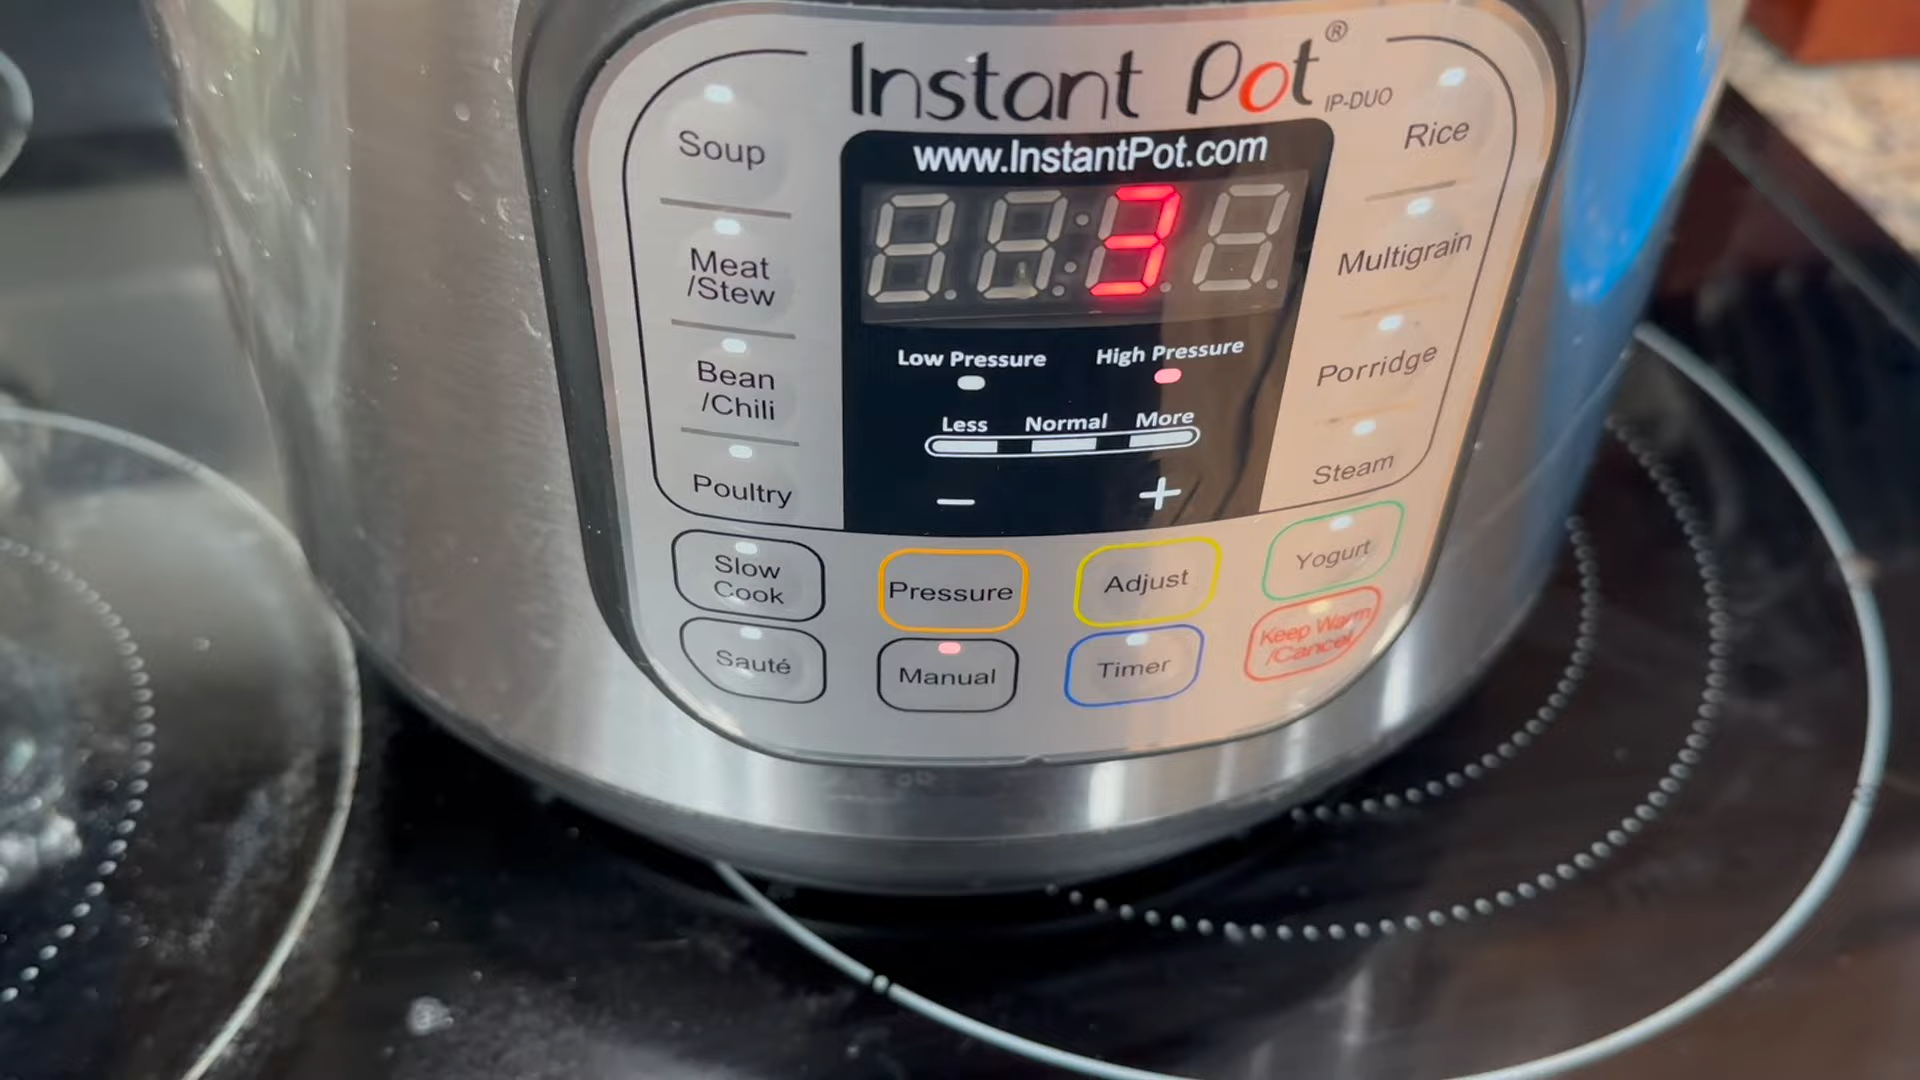 Instant Pot®
IP-DUO
www.InstantPot.com
3
Soup
Meat
/Stew
Bean
/Chili
Poultry
Rice
Multigrain
Porridge
Steam
Low Pressure
High Pressure
Less Normal More
− +
Slow
Cook
Pressure
Adjust
Yogurt
Sauté
Manual
Timer
Keep Warm
/Cancel